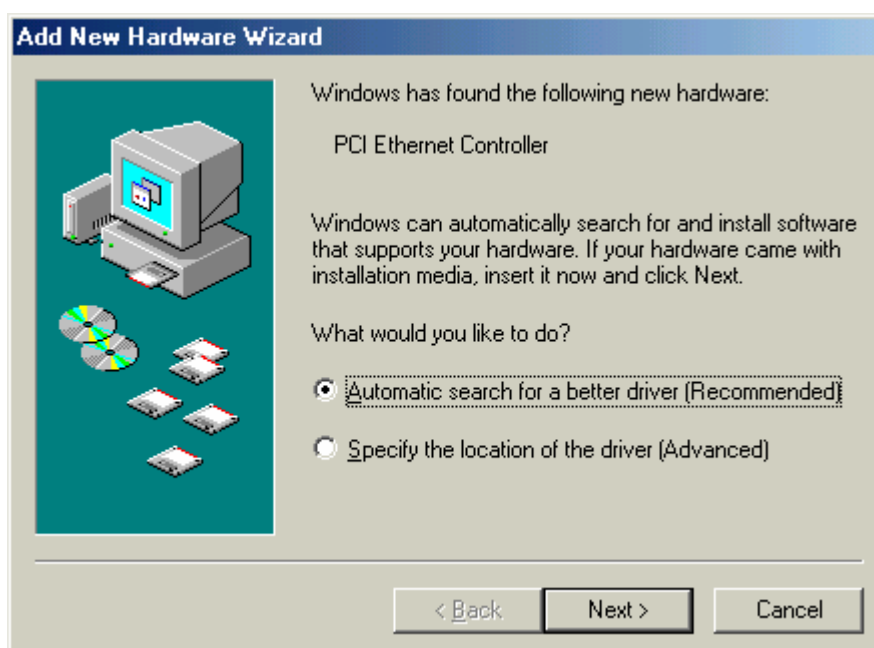 Add New Hardware Wizard
Windows has found the following new hardware:
PCI Ethernet Controller
Windows can automatically search for and install software
that supports your hardware. If your hardware came with
installation media, insert it now and click Next.
What would you like to do?
Automatic search for a better driver (Recommended)
Specify the location of the driver (Advanced)
< Back Next > Cancel